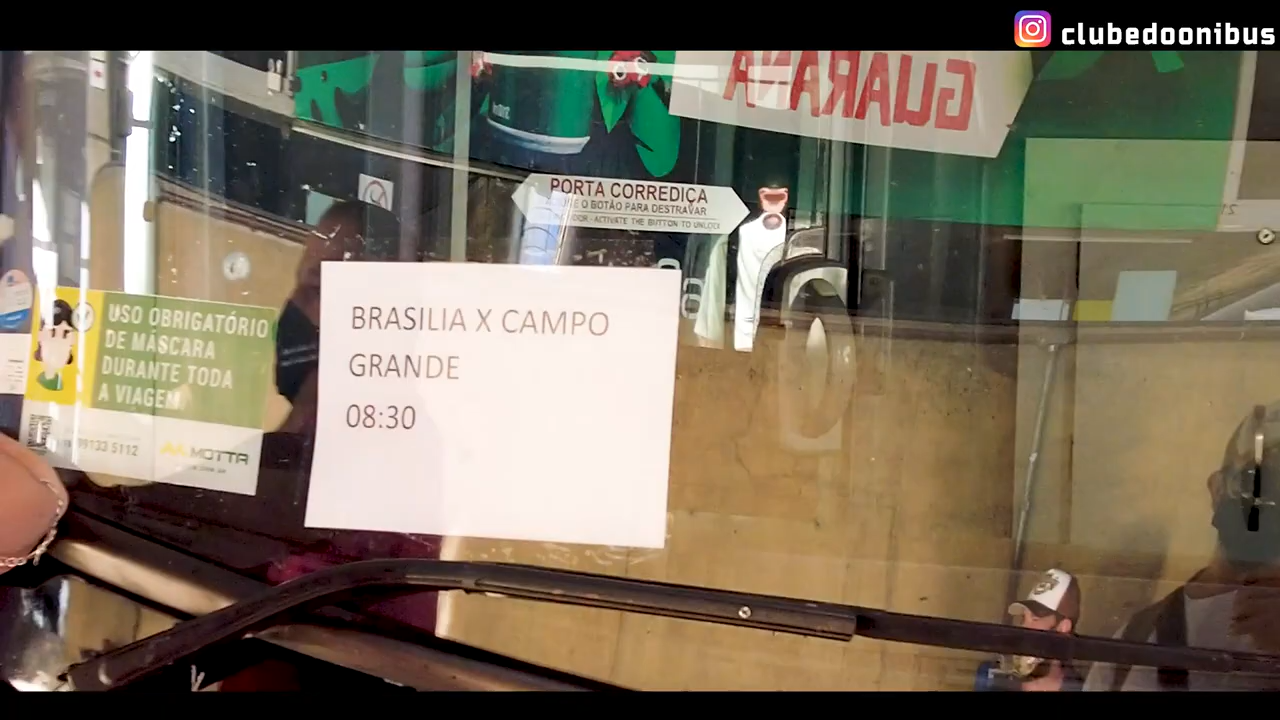 clubedoonibus
GUARANA
PORTA CORREDIÇA
O BOTÃO PARA DESTRAVAR
DOOR - ACTIVATE THE BUTTON TO UNLOCK
USO OBRIGATÓRIO
DE MÁSCARA
DURANTE TODA
A VIAGEM
99133 5112
MOTTA
BRASILIA X CAMPO
GRANDE
08:30